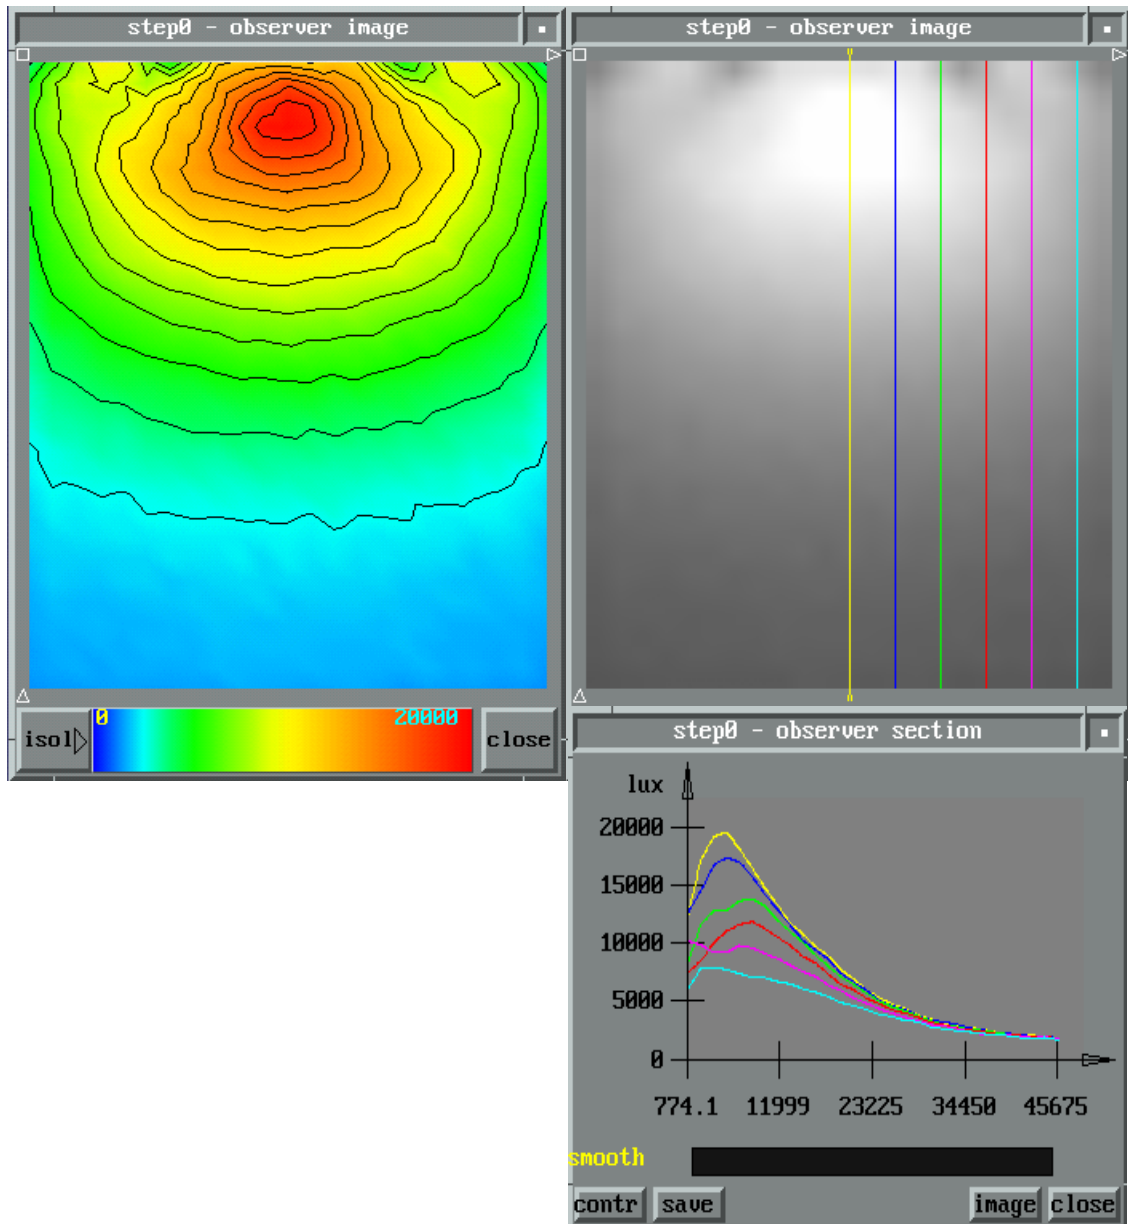 step0 - observer image
step0 - observer image
isol
0
20000
close
step0 - observer section
lux
20000
15000
10000
5000
0
774.1 11999 23225 34450 45675
smooth
contr save image close